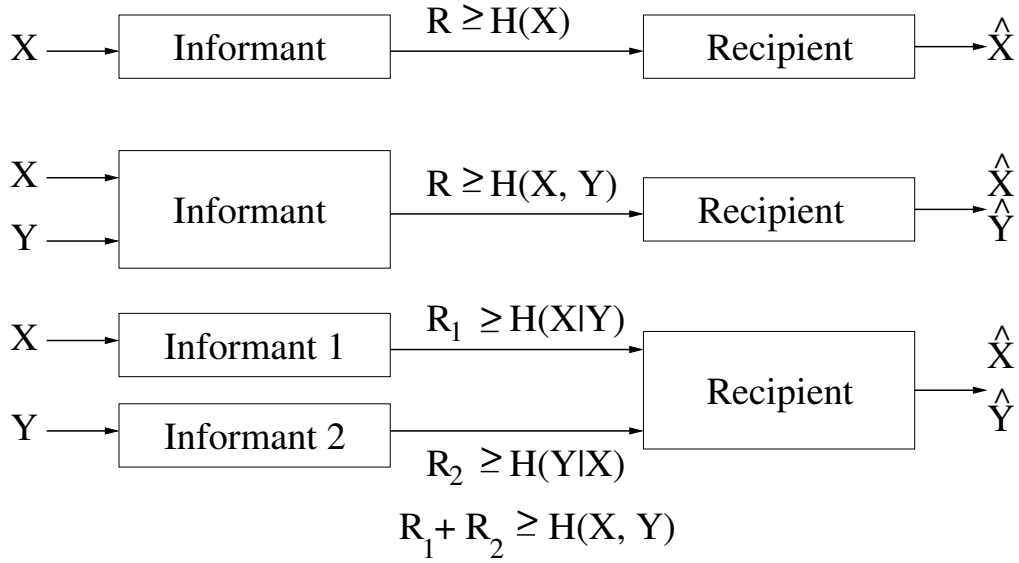 X Informant R ≥ H(X) Recipient X̂
X Informant R ≥ H(X, Y) Recipient X̂
Y Ŷ
X Informant 1 R₁ ≥ H(X|Y) Recipient X̂
Y Informant 2 R₂ ≥ H(Y|X) Ŷ
R₁ + R₂ ≥ H(X, Y)